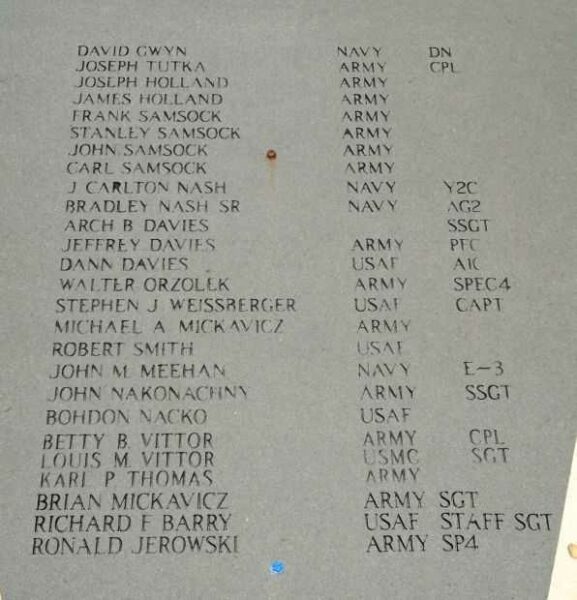 DAVID GWYN NAVY DN
JOSEPH TUTKA ARMY CPL
JOSEPH HOLLAND ARMY
JAMES HOLLAND ARMY
FRANK SAMSOCK ARMY
STANLEY SAMSOCK ARMY
JOHN SAMSOCK ARMY
CARL SAMSOCK ARMY
J CARLTON NASH NAVY Y2C
BRADLEY NASH SR NAVY AG2
ARCH B DAVIES SSGT
JEFFREY DAVIES ARMY PFC
DANN DAVIES USAF A1C
WALTER ORZOLEK ARMY SPEC4
STEPHEN J WEISSBERGER USAF CAPT
MICHAEL A MICKAVICZ ARMY
ROBERT SMITH USAF
JOHN M MEEHAN NAVY E-3
JOHN NAKONACHNY ARMY SSGT
BOHDON NACKO USAF
BETTY B VITTOR ARMY CPL
LOUIS M VITTOR USMC SGT
KARL P THOMAS ARMY
BRIAN MICKAVICZ ARMY SGT
RICHARD F BARRY USAF STAFF SGT
RONALD JEROWSKI ARMY SP4